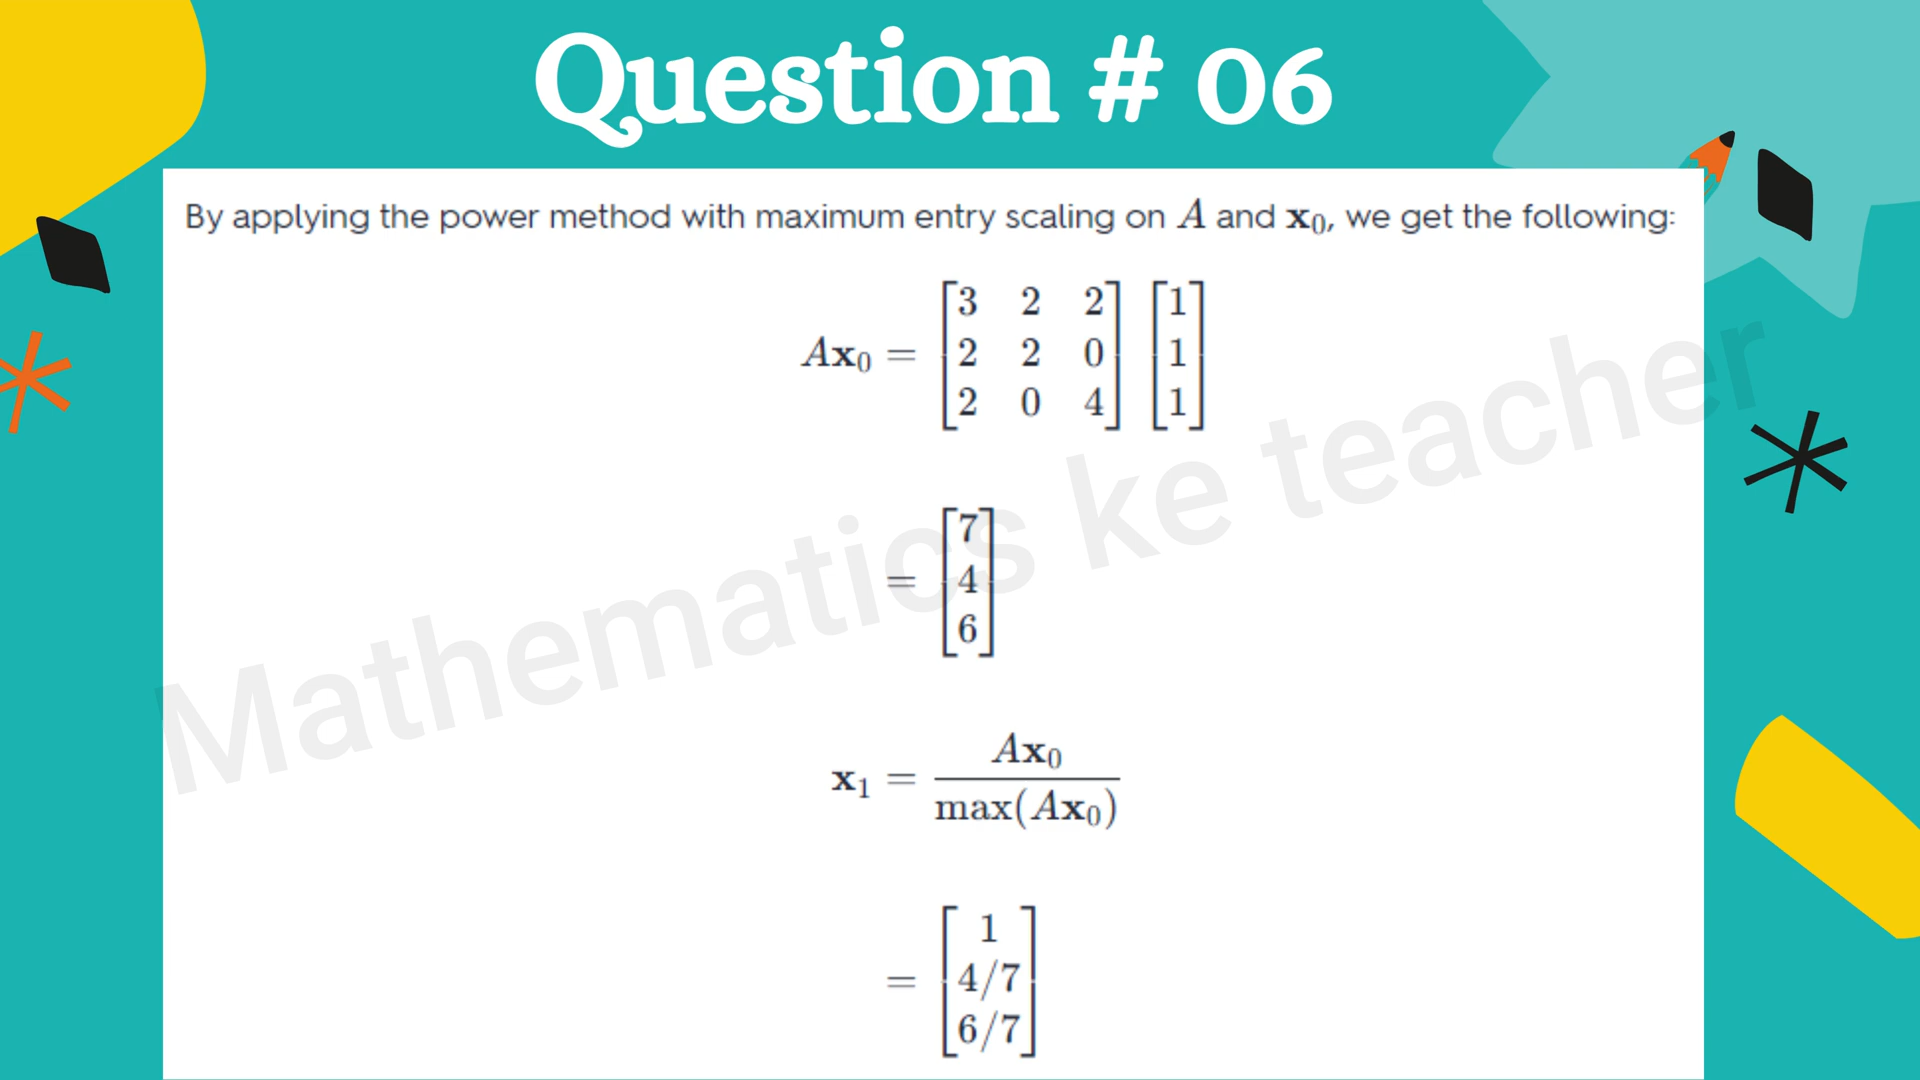 Question # 06
By applying the power method with maximum entry scaling on A and x₀, we get the following:
Ax₀ = [3 2 2; 2 2 0; 2 0 4] [1; 1; 1]
= [7; 4; 6]
x₁ = Ax₀ / max(Ax₀)
= [1; 4/7; 6/7]
Mathematics ke teacher